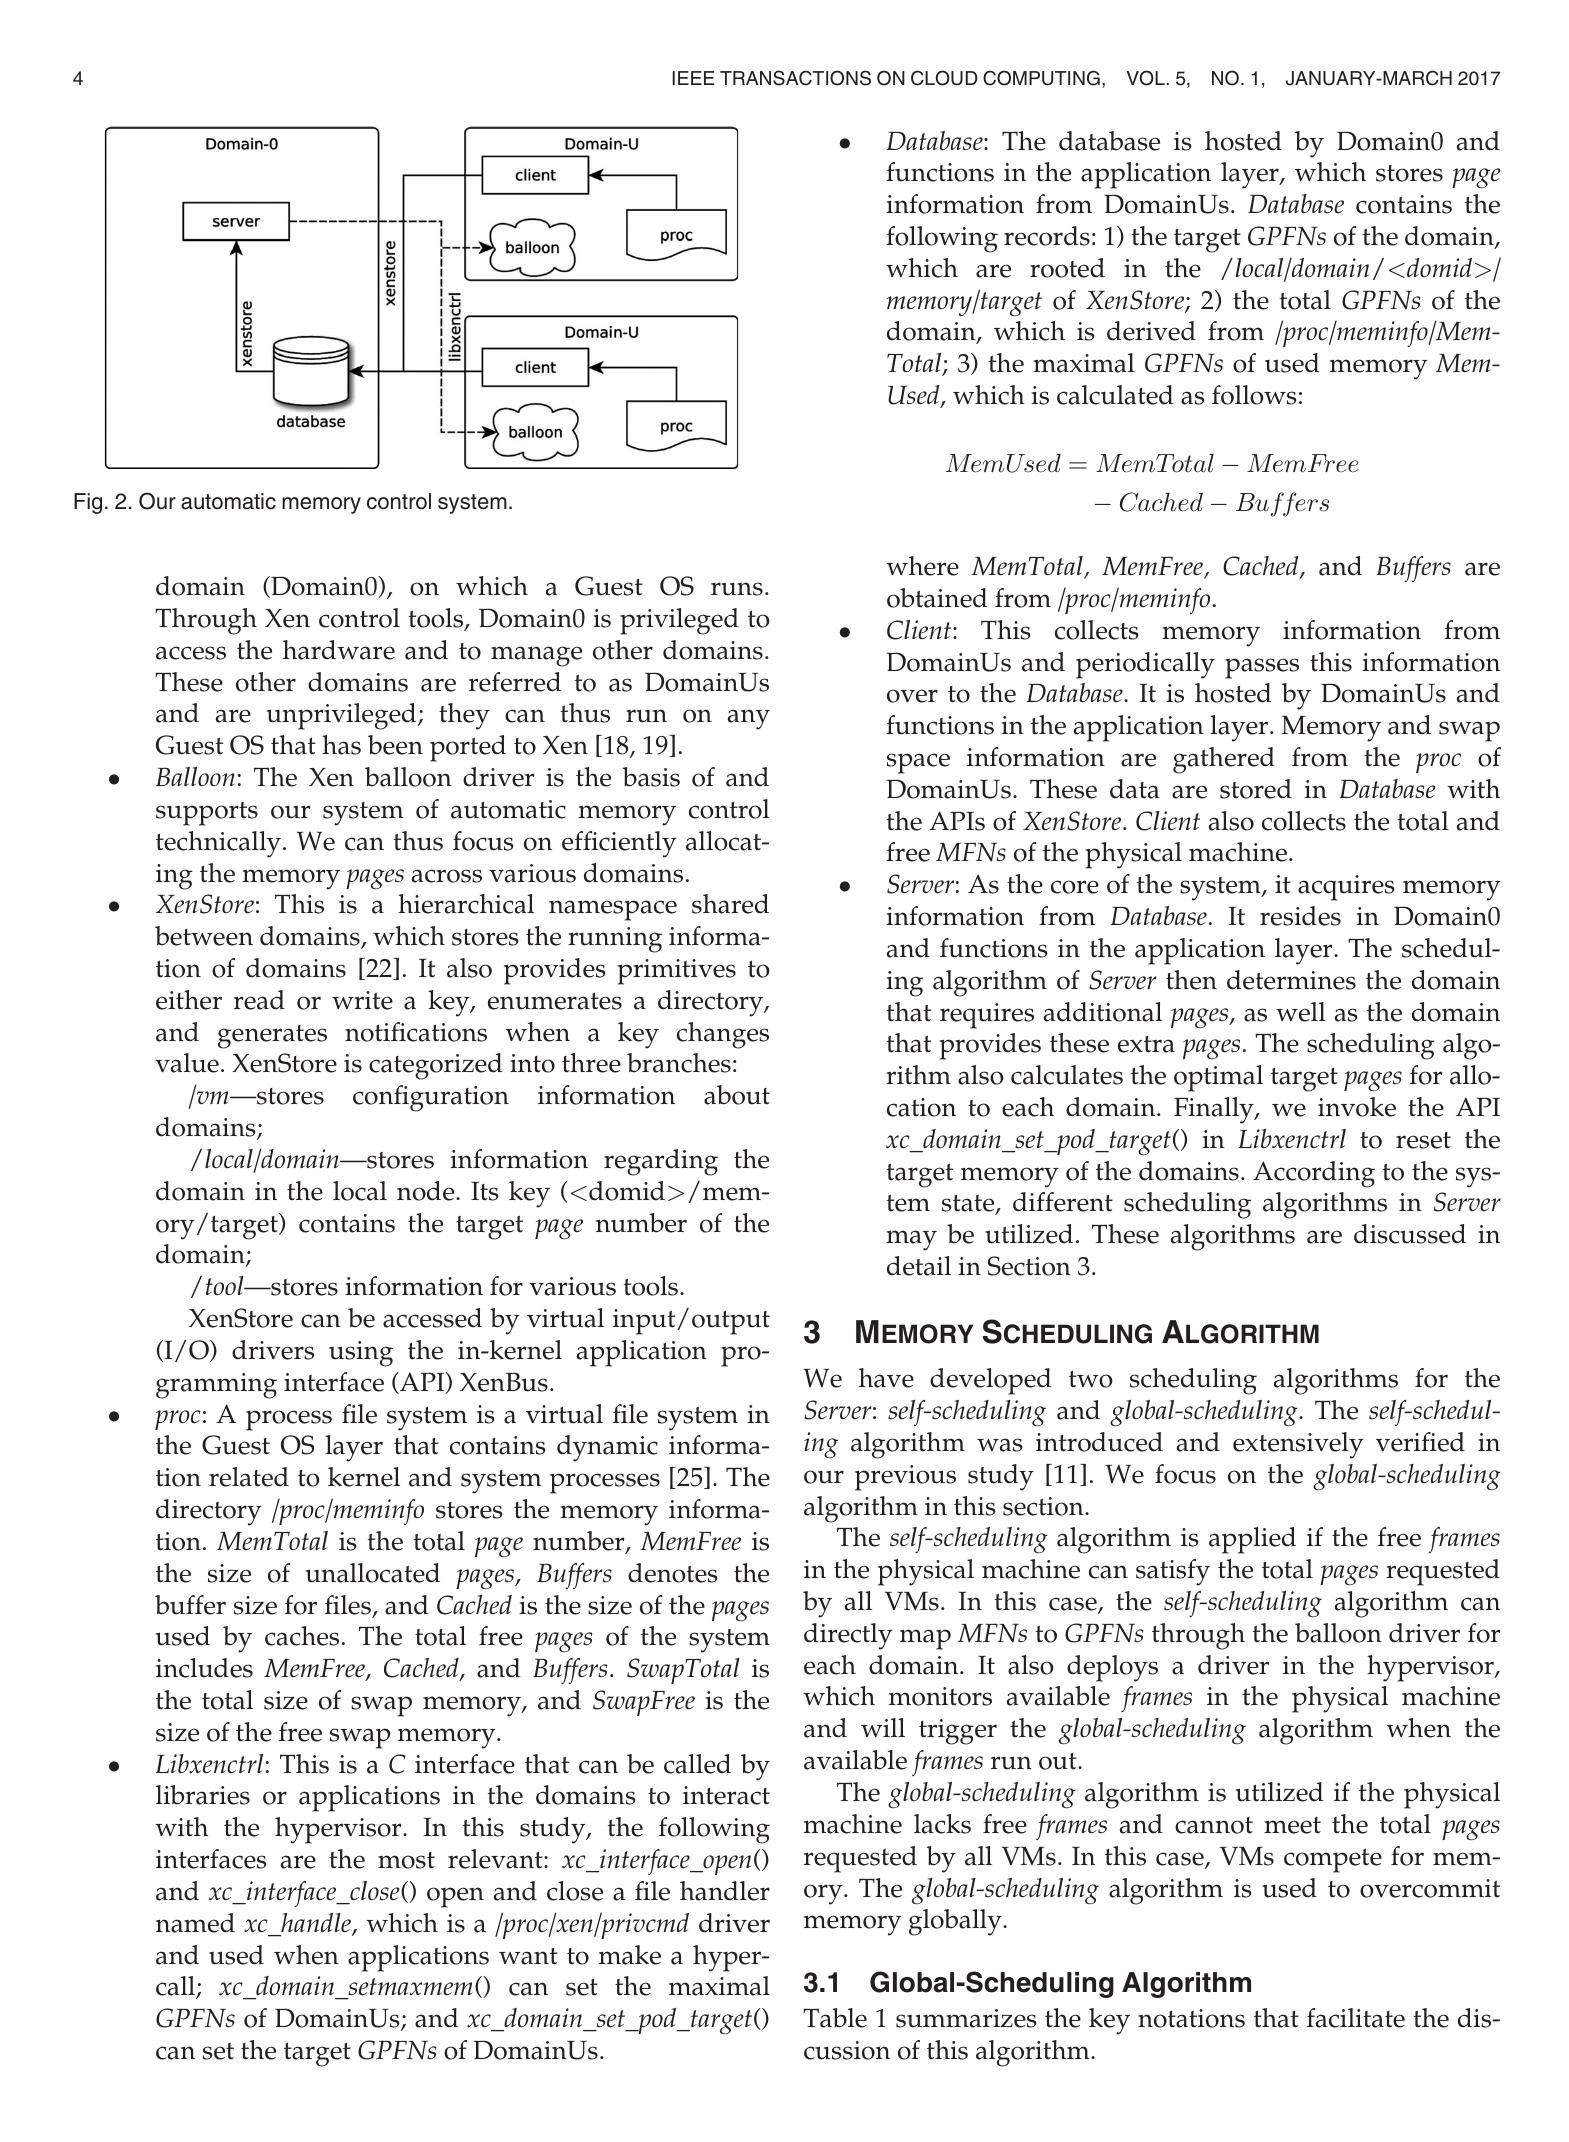 4
IEEE TRANSACTIONS ON CLOUD COMPUTING, VOL. 5, NO. 1, JANUARY-MARCH 2017
Domain-0
server
xenstore
database
xenstore
libxenctrl
Domain-U
client
balloon
proc
Domain-U
client
balloon
proc
Fig. 2. Our automatic memory control system.
domain (Domain0), on which a Guest OS runs.
Through Xen control tools, Domain0 is privileged to
access the hardware and to manage other domains.
These other domains are referred to as DomainUs
and are unprivileged; they can thus run on any
Guest OS that has been ported to Xen [18, 19].
• Balloon: The Xen balloon driver is the basis of and
supports our system of automatic memory control
technically. We can thus focus on efficiently allocat-
ing the memory pages across various domains.
• XenStore: This is a hierarchical namespace shared
between domains, which stores the running informa-
tion of domains [22]. It also provides primitives to
either read or write a key, enumerates a directory,
and generates notifications when a key changes
value. XenStore is categorized into three branches:
/vm—stores configuration information about
domains;
/local/domain—stores information regarding the
domain in the local node. Its key (<domid>/mem-
ory/target) contains the target page number of the
domain;
/tool—stores information for various tools.
XenStore can be accessed by virtual input/output
(I/O) drivers using the in-kernel application pro-
gramming interface (API) XenBus.
• proc: A process file system is a virtual file system in
the Guest OS layer that contains dynamic informa-
tion related to kernel and system processes [25]. The
directory /proc/meminfo stores the memory informa-
tion. MemTotal is the total page number, MemFree is
the size of unallocated pages, Buffers denotes the
buffer size for files, and Cached is the size of the pages
used by caches. The total free pages of the system
includes MemFree, Cached, and Buffers. SwapTotal is
the total size of swap memory, and SwapFree is the
size of the free swap memory.
• Libxenctrl: This is a C interface that can be called by
libraries or applications in the domains to interact
with the hypervisor. In this study, the following
interfaces are the most relevant: xc_interface_open()
and xc_interface_close() open and close a file handler
named xc_handle, which is a /proc/xen/privcmd driver
and used when applications want to make a hyper-
call; xc_domain_setmaxmem() can set the maximal
GPFNs of DomainUs; and xc_domain_set_pod_target()
can set the target GPFNs of DomainUs.
• Database: The database is hosted by Domain0 and
functions in the application layer, which stores page
information from DomainUs. Database contains the
following records: 1) the target GPFNs of the domain,
which are rooted in the /local/domain/<domid>/
memory/target of XenStore; 2) the total GPFNs of the
domain, which is derived from /proc/meminfo/Mem-
Total; 3) the maximal GPFNs of used memory Mem-
Used, which is calculated as follows:
MemUsed = MemTotal − MemFree
− Cached − Buffers
where MemTotal, MemFree, Cached, and Buffers are
obtained from /proc/meminfo.
• Client: This collects memory information from
DomainUs and periodically passes this information
over to the Database. It is hosted by DomainUs and
functions in the application layer. Memory and swap
space information are gathered from the proc of
DomainUs. These data are stored in Database with
the APIs of XenStore. Client also collects the total and
free MFNs of the physical machine.
• Server: As the core of the system, it acquires memory
information from Database. It resides in Domain0
and functions in the application layer. The schedul-
ing algorithm of Server then determines the domain
that requires additional pages, as well as the domain
that provides these extra pages. The scheduling algo-
rithm also calculates the optimal target pages for allo-
cation to each domain. Finally, we invoke the API
xc_domain_set_pod_target() in Libxenctrl to reset the
target memory of the domains. According to the sys-
tem state, different scheduling algorithms in Server
may be utilized. These algorithms are discussed in
detail in Section 3.
3 MEMORY SCHEDULING ALGORITHM
We have developed two scheduling algorithms for the
Server: self-scheduling and global-scheduling. The self-schedul-
ing algorithm was introduced and extensively verified in
our previous study [11]. We focus on the global-scheduling
algorithm in this section.
The self-scheduling algorithm is applied if the free frames
in the physical machine can satisfy the total pages requested
by all VMs. In this case, the self-scheduling algorithm can
directly map MFNs to GPFNs through the balloon driver for
each domain. It also deploys a driver in the hypervisor,
which monitors available frames in the physical machine
and will trigger the global-scheduling algorithm when the
available frames run out.
The global-scheduling algorithm is utilized if the physical
machine lacks free frames and cannot meet the total pages
requested by all VMs. In this case, VMs compete for mem-
ory. The global-scheduling algorithm is used to overcommit
memory globally.
3.1 Global-Scheduling Algorithm
Table 1 summarizes the key notations that facilitate the dis-
cussion of this algorithm.